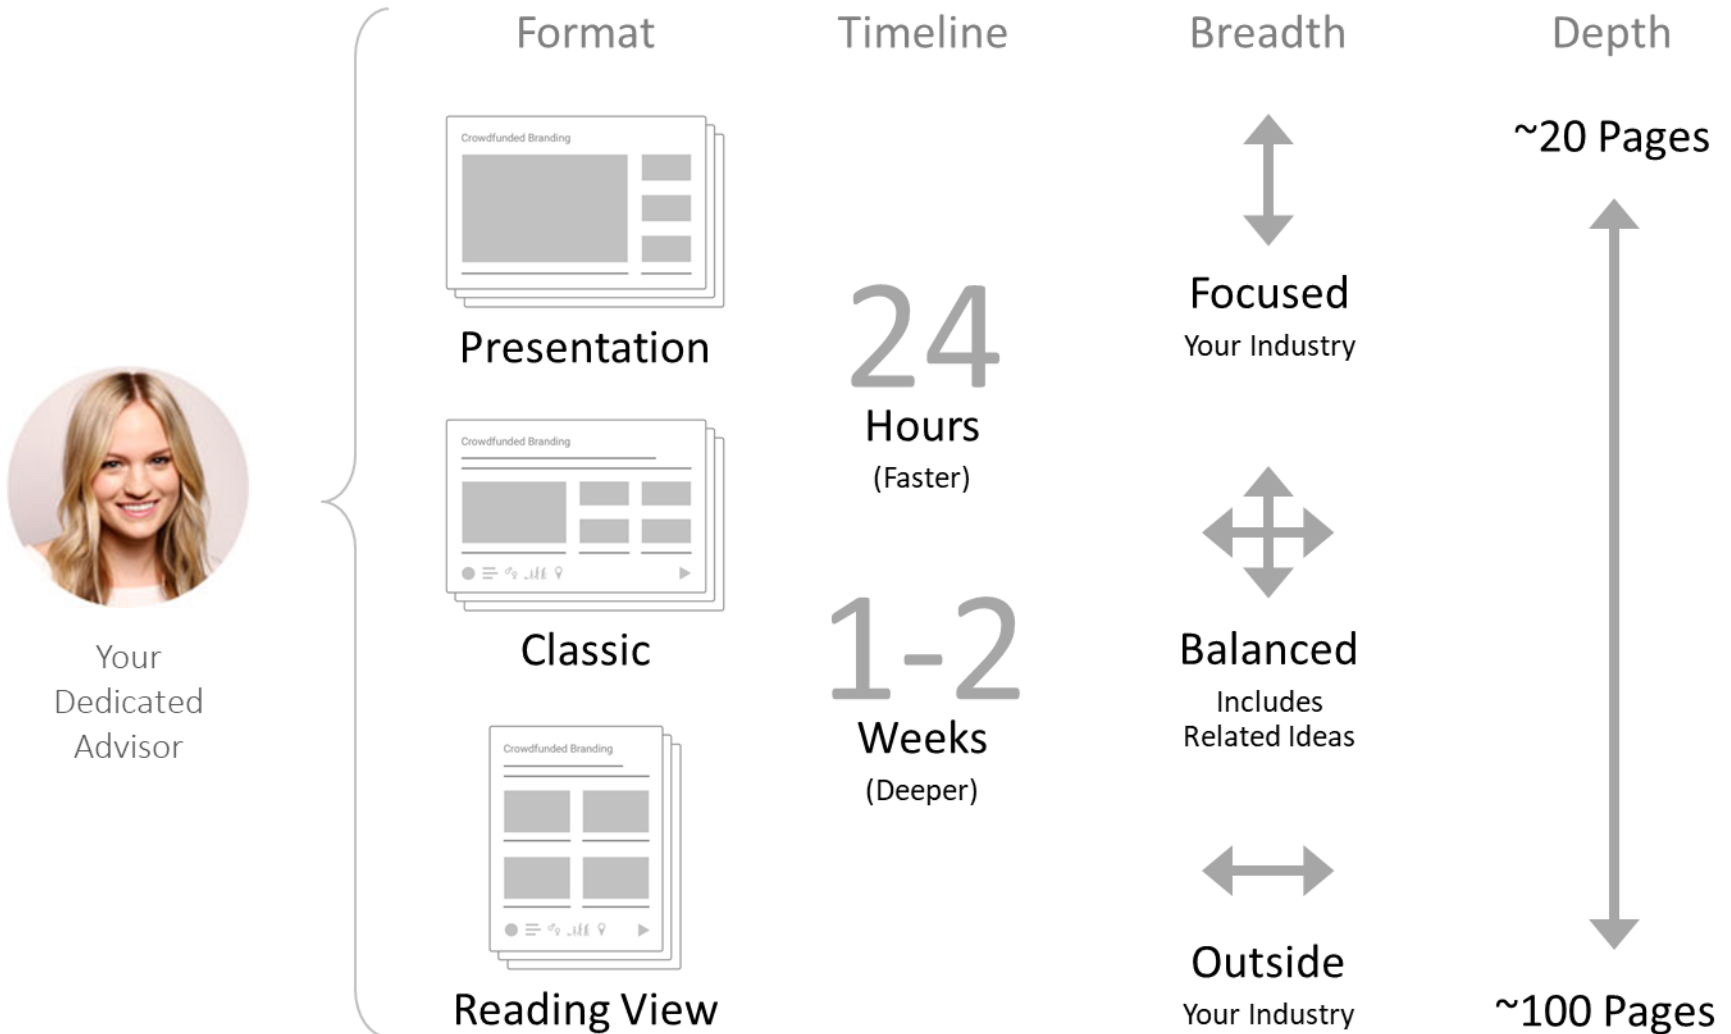 Format
Timeline
Breadth
Depth
Your
Dedicated
Advisor
Crowdfunded Branding
Presentation
Crowdfunded Branding
Classic
Crowdfunded Branding
Reading View
24
Hours
(Faster)
1-2
Weeks
(Deeper)
Focused
Your Industry
Balanced
Includes
Related Ideas
Outside
Your Industry
~20 Pages
~100 Pages